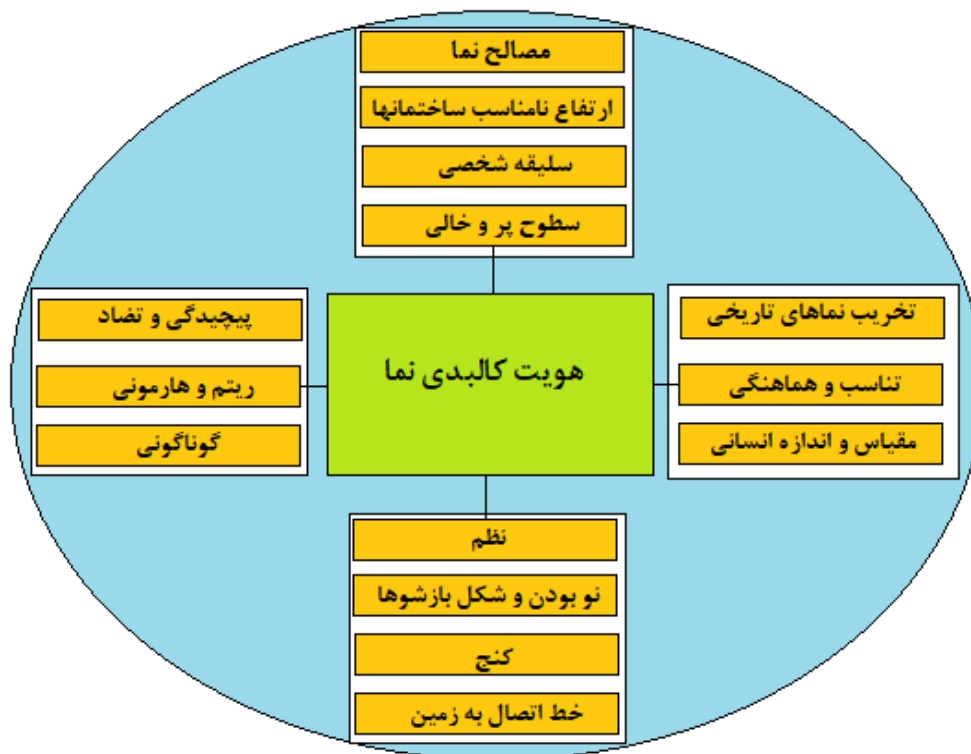 مصالح نما
ارتفاع نامناسب ساختمانها
سلیقه شخصی
سطوح پر و خالی
تخریب نماهای تاریخی
تناسب و هماهنگی
مقیاس و اندازه انسانی
هویت کالبدی نما
پیچیدگی و تضاد
ریتم و هارمونی
گوناگونی
نظم
نو بودن و شکل بازشوها
کنج
خط اتصال به زمین